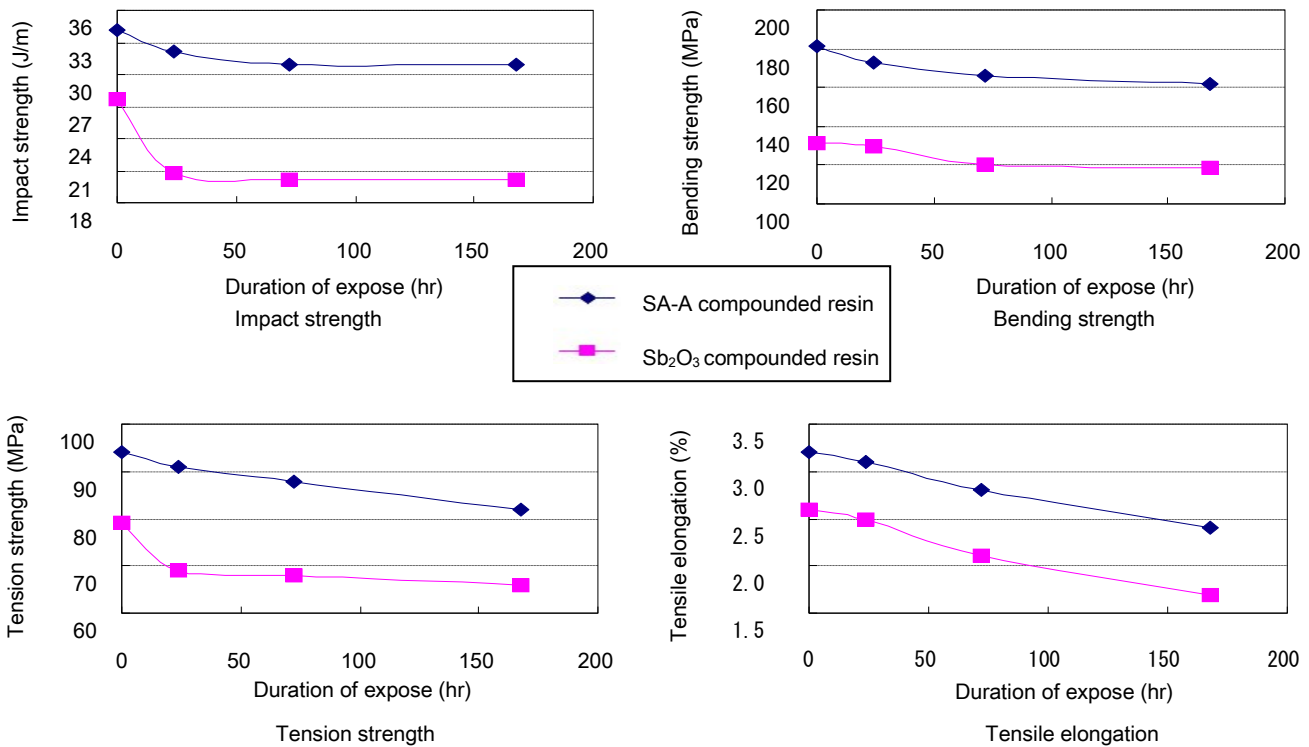 Impact strength (J/m)
36
33
30
27
24
21
18
0 50 100 150 200
Duration of expose (hr)
Impact strength
Bending strength (MPa)
200
180
160
140
120
100
0 50 100 150 200
Duration of expose (hr)
Bending strength
SA-A compounded resin
Sb₂O₃ compounded resin
Tension strength (MPa)
100
90
80
70
60
0 50 100 150 200
Duration of expose (hr)
Tension strength
Tensile elongation (%)
3.5
3.0
2.5
2.0
1.5
0 50 100 150 200
Duration of expose (hr)
Tensile elongation